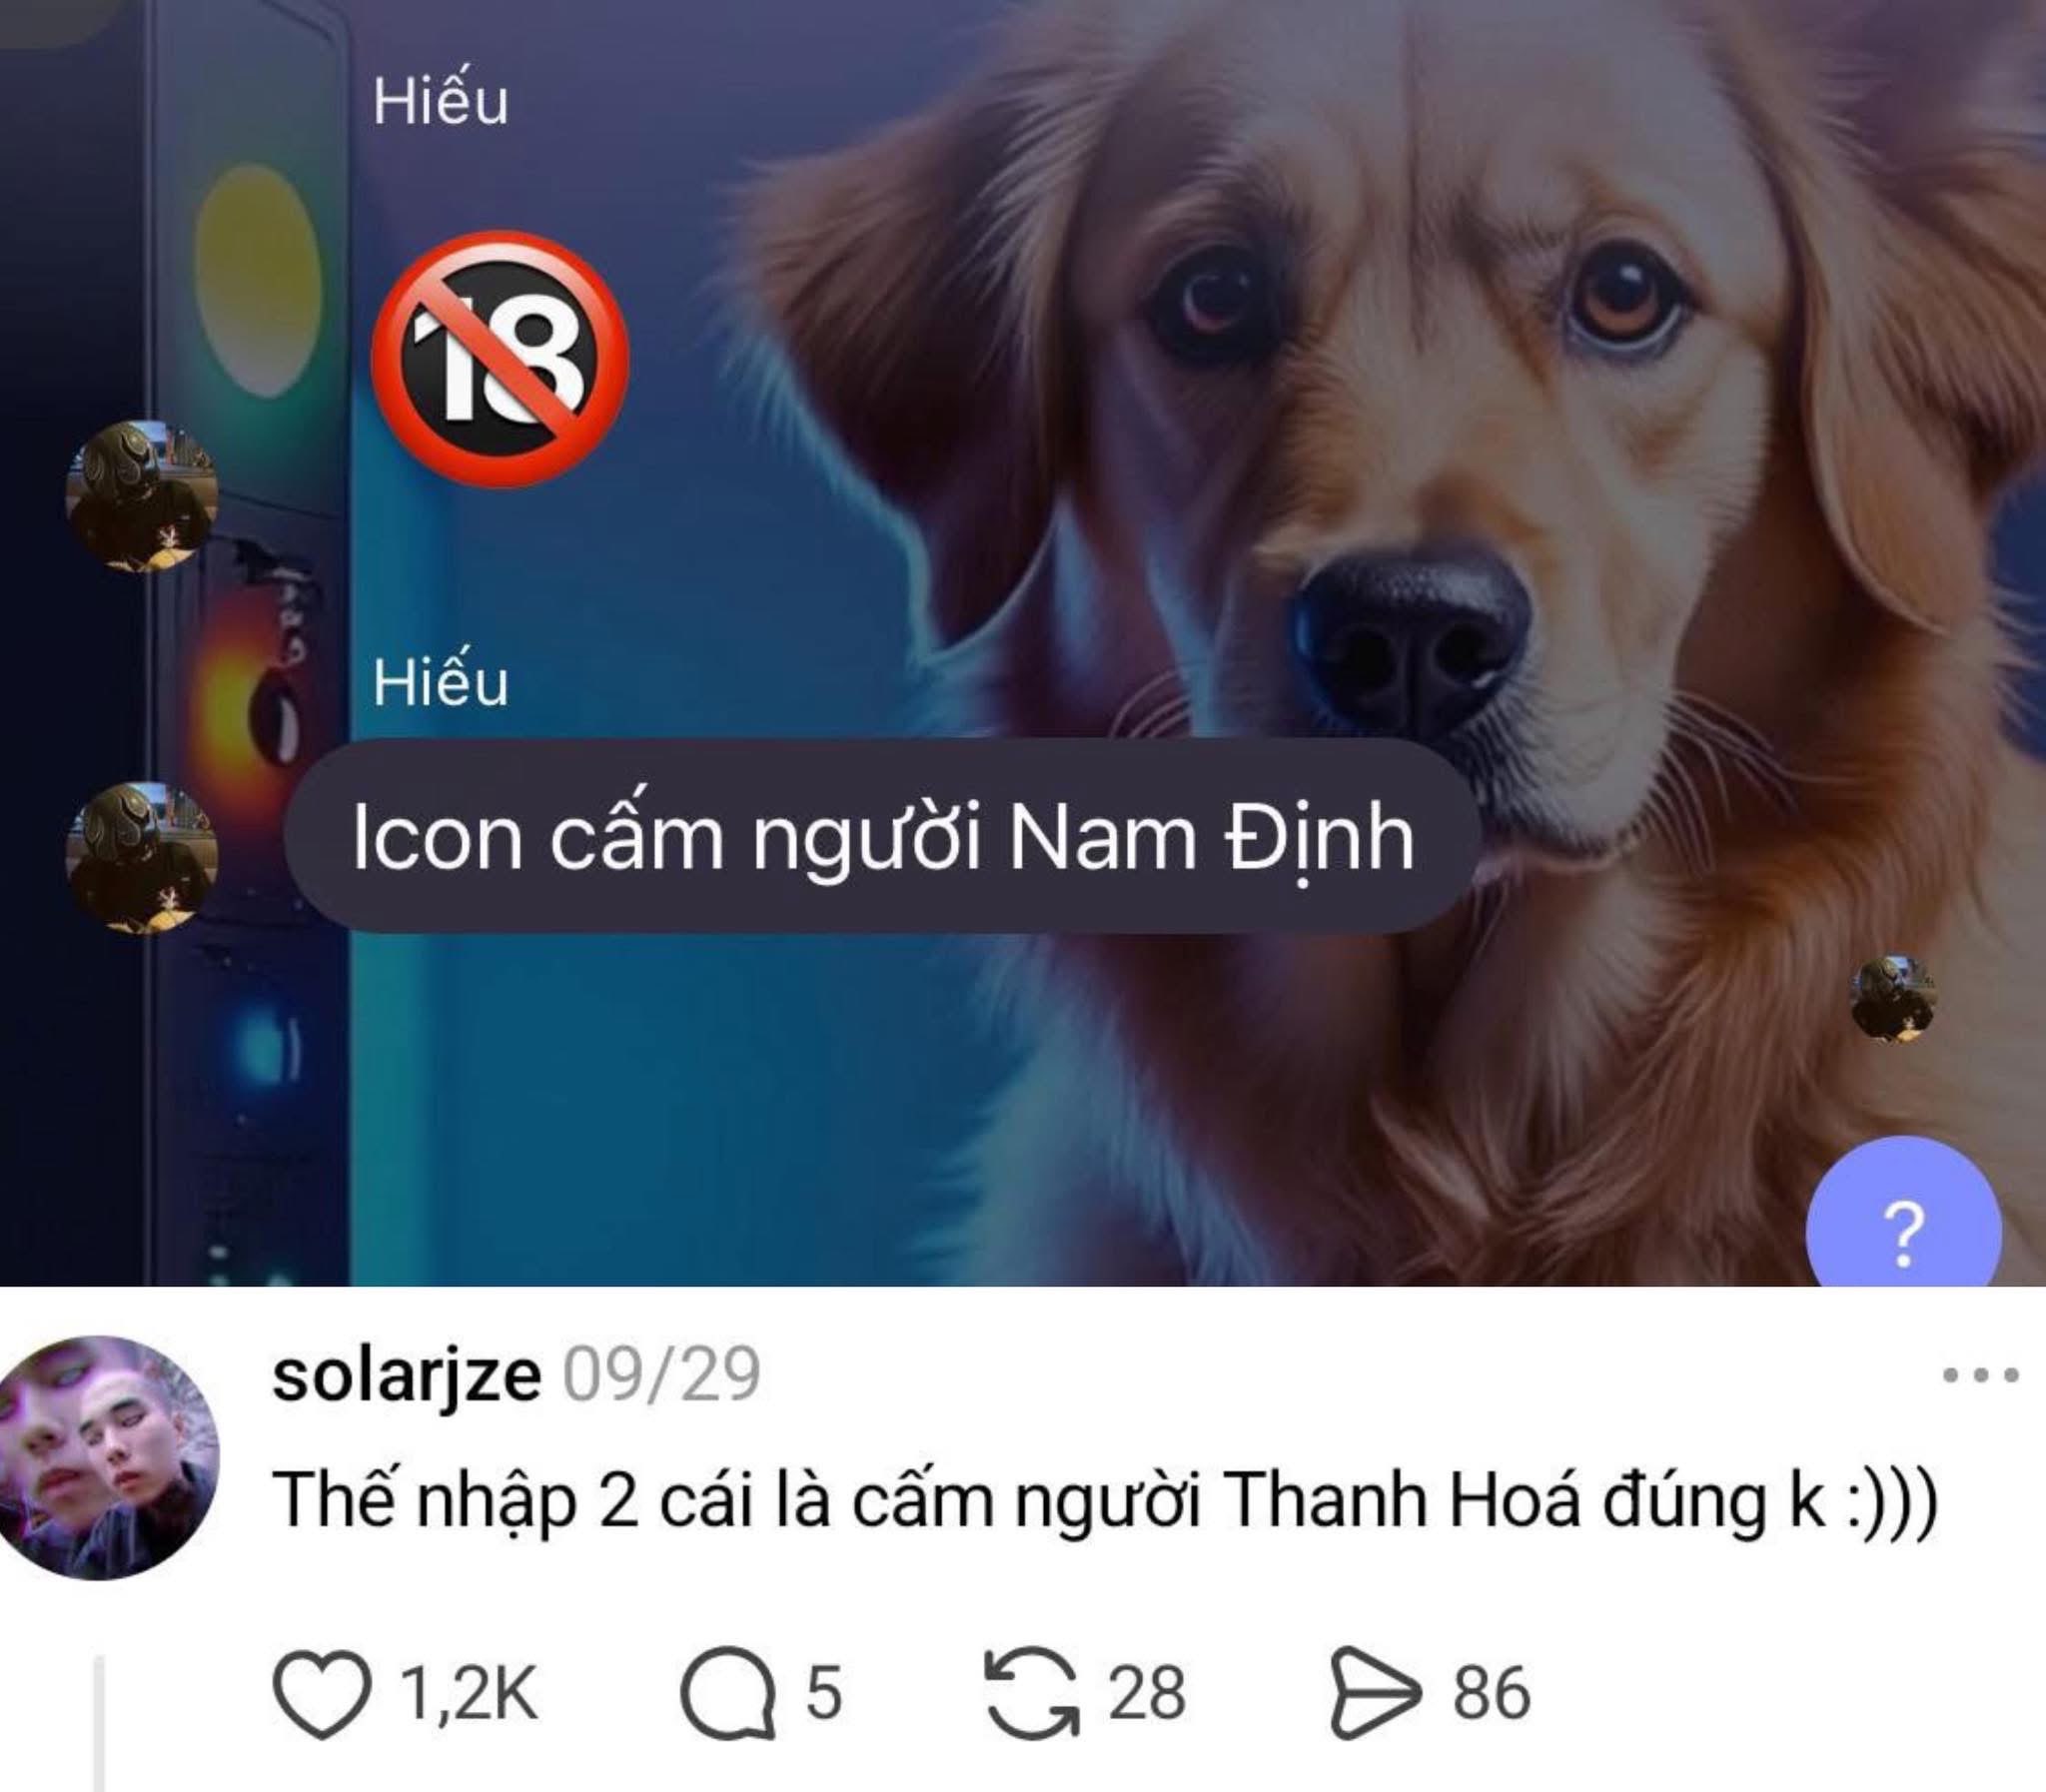 Hiếu
🔞
Hiếu
Icon cấm người Nam Định
?
solarjze 09/29
Thế nhập 2 cái là cấm người Thanh Hoá đúng k :)))
1,2K 5 28 86